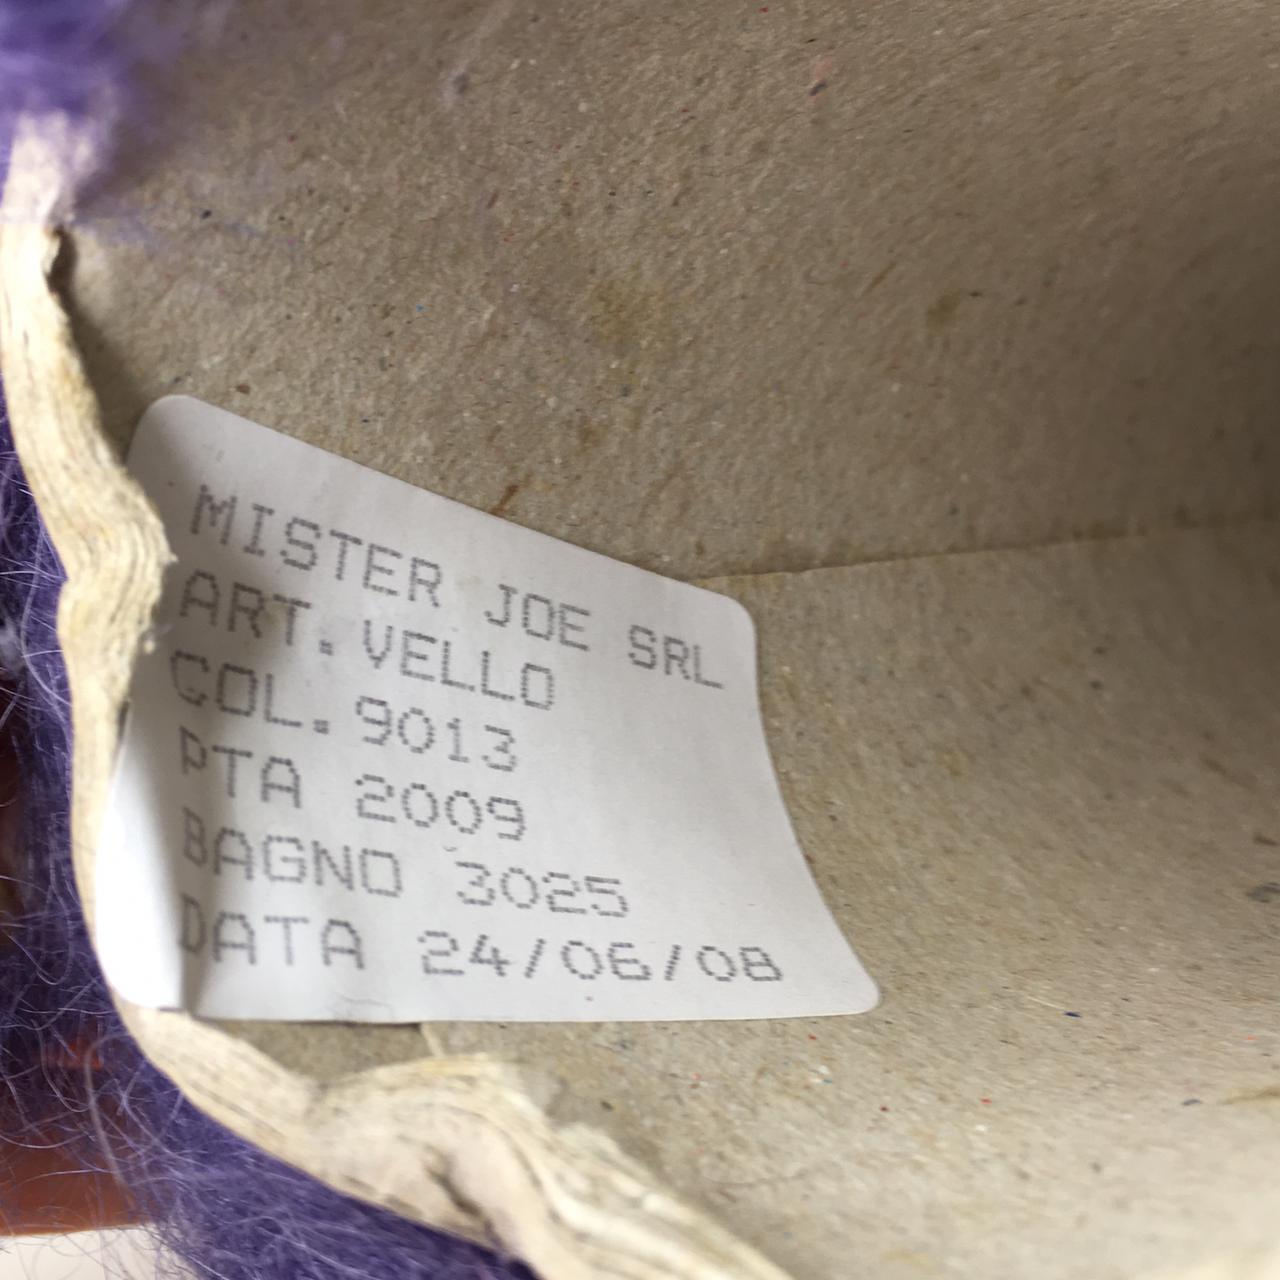 MISTER JOE SRL
ART. VELLO
COL. 9013
PTA 2009
BAGNO 3025
DATA 24/06/08